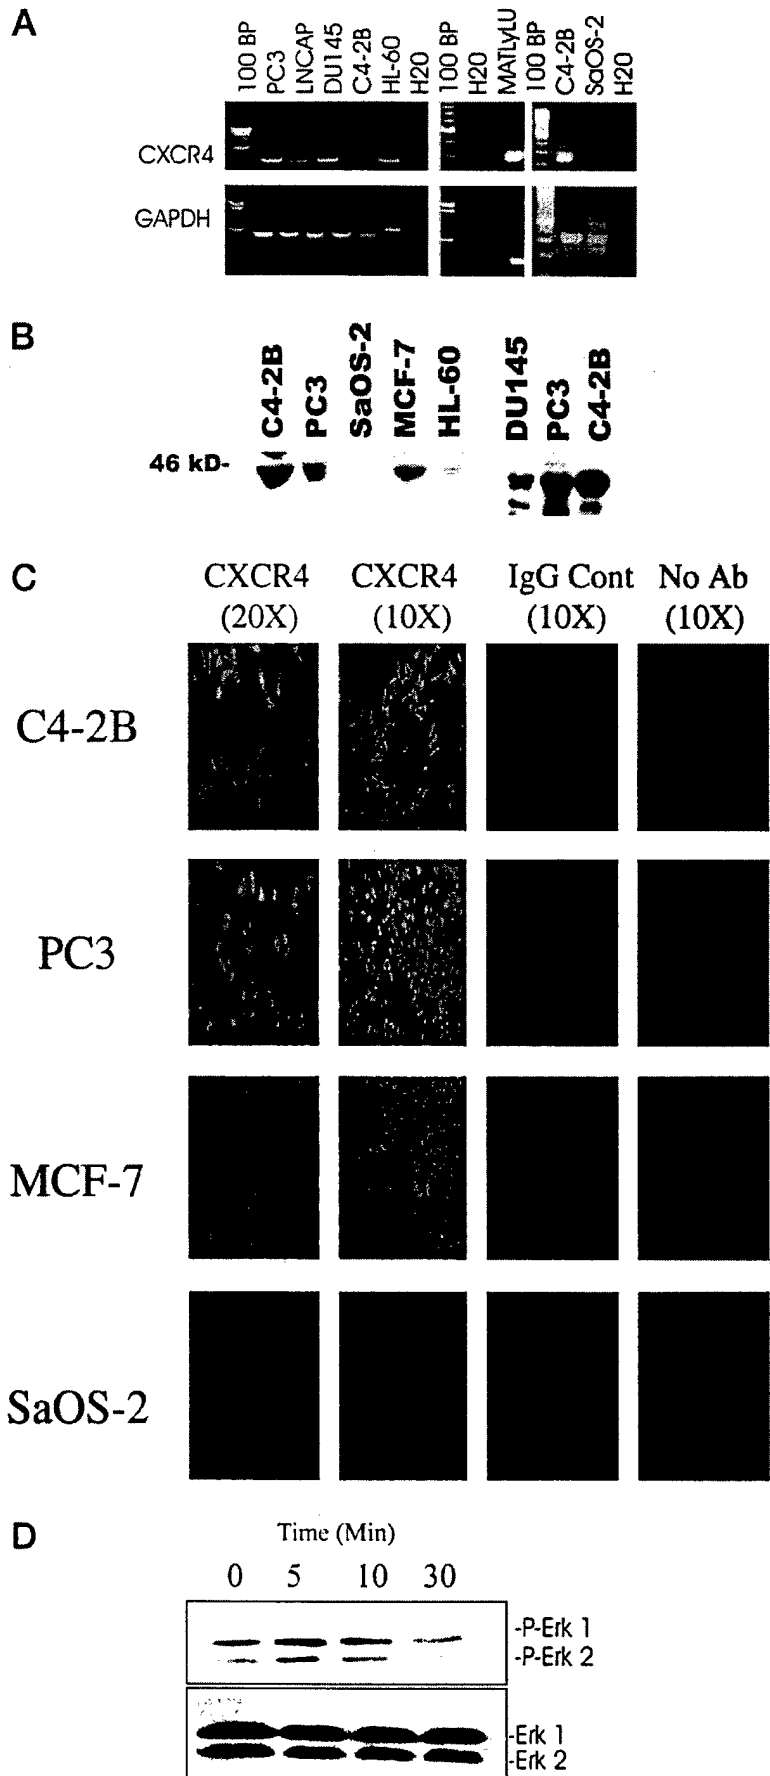 A
100 BP
PC3
LNCAP
DU145
C4-2B
HL-60
H20
100 BP
H20
MATLyLU
100 BP
C4-2B
SaOS-2
H20
CXCR4
GAPDH
B
C4-2B
PC3
SaOS-2
MCF-7
HL-60
DU145
PC3
C4-2B
46 kD-
C
CXCR4 CXCR4 IgG Cont No Ab
(20X) (10X) (10X) (10X)
C4-2B
PC3
MCF-7
SaOS-2
D
Time (Min)
0 5 10 30
-P-Erk 1
-P-Erk 2
-Erk 1
-Erk 2